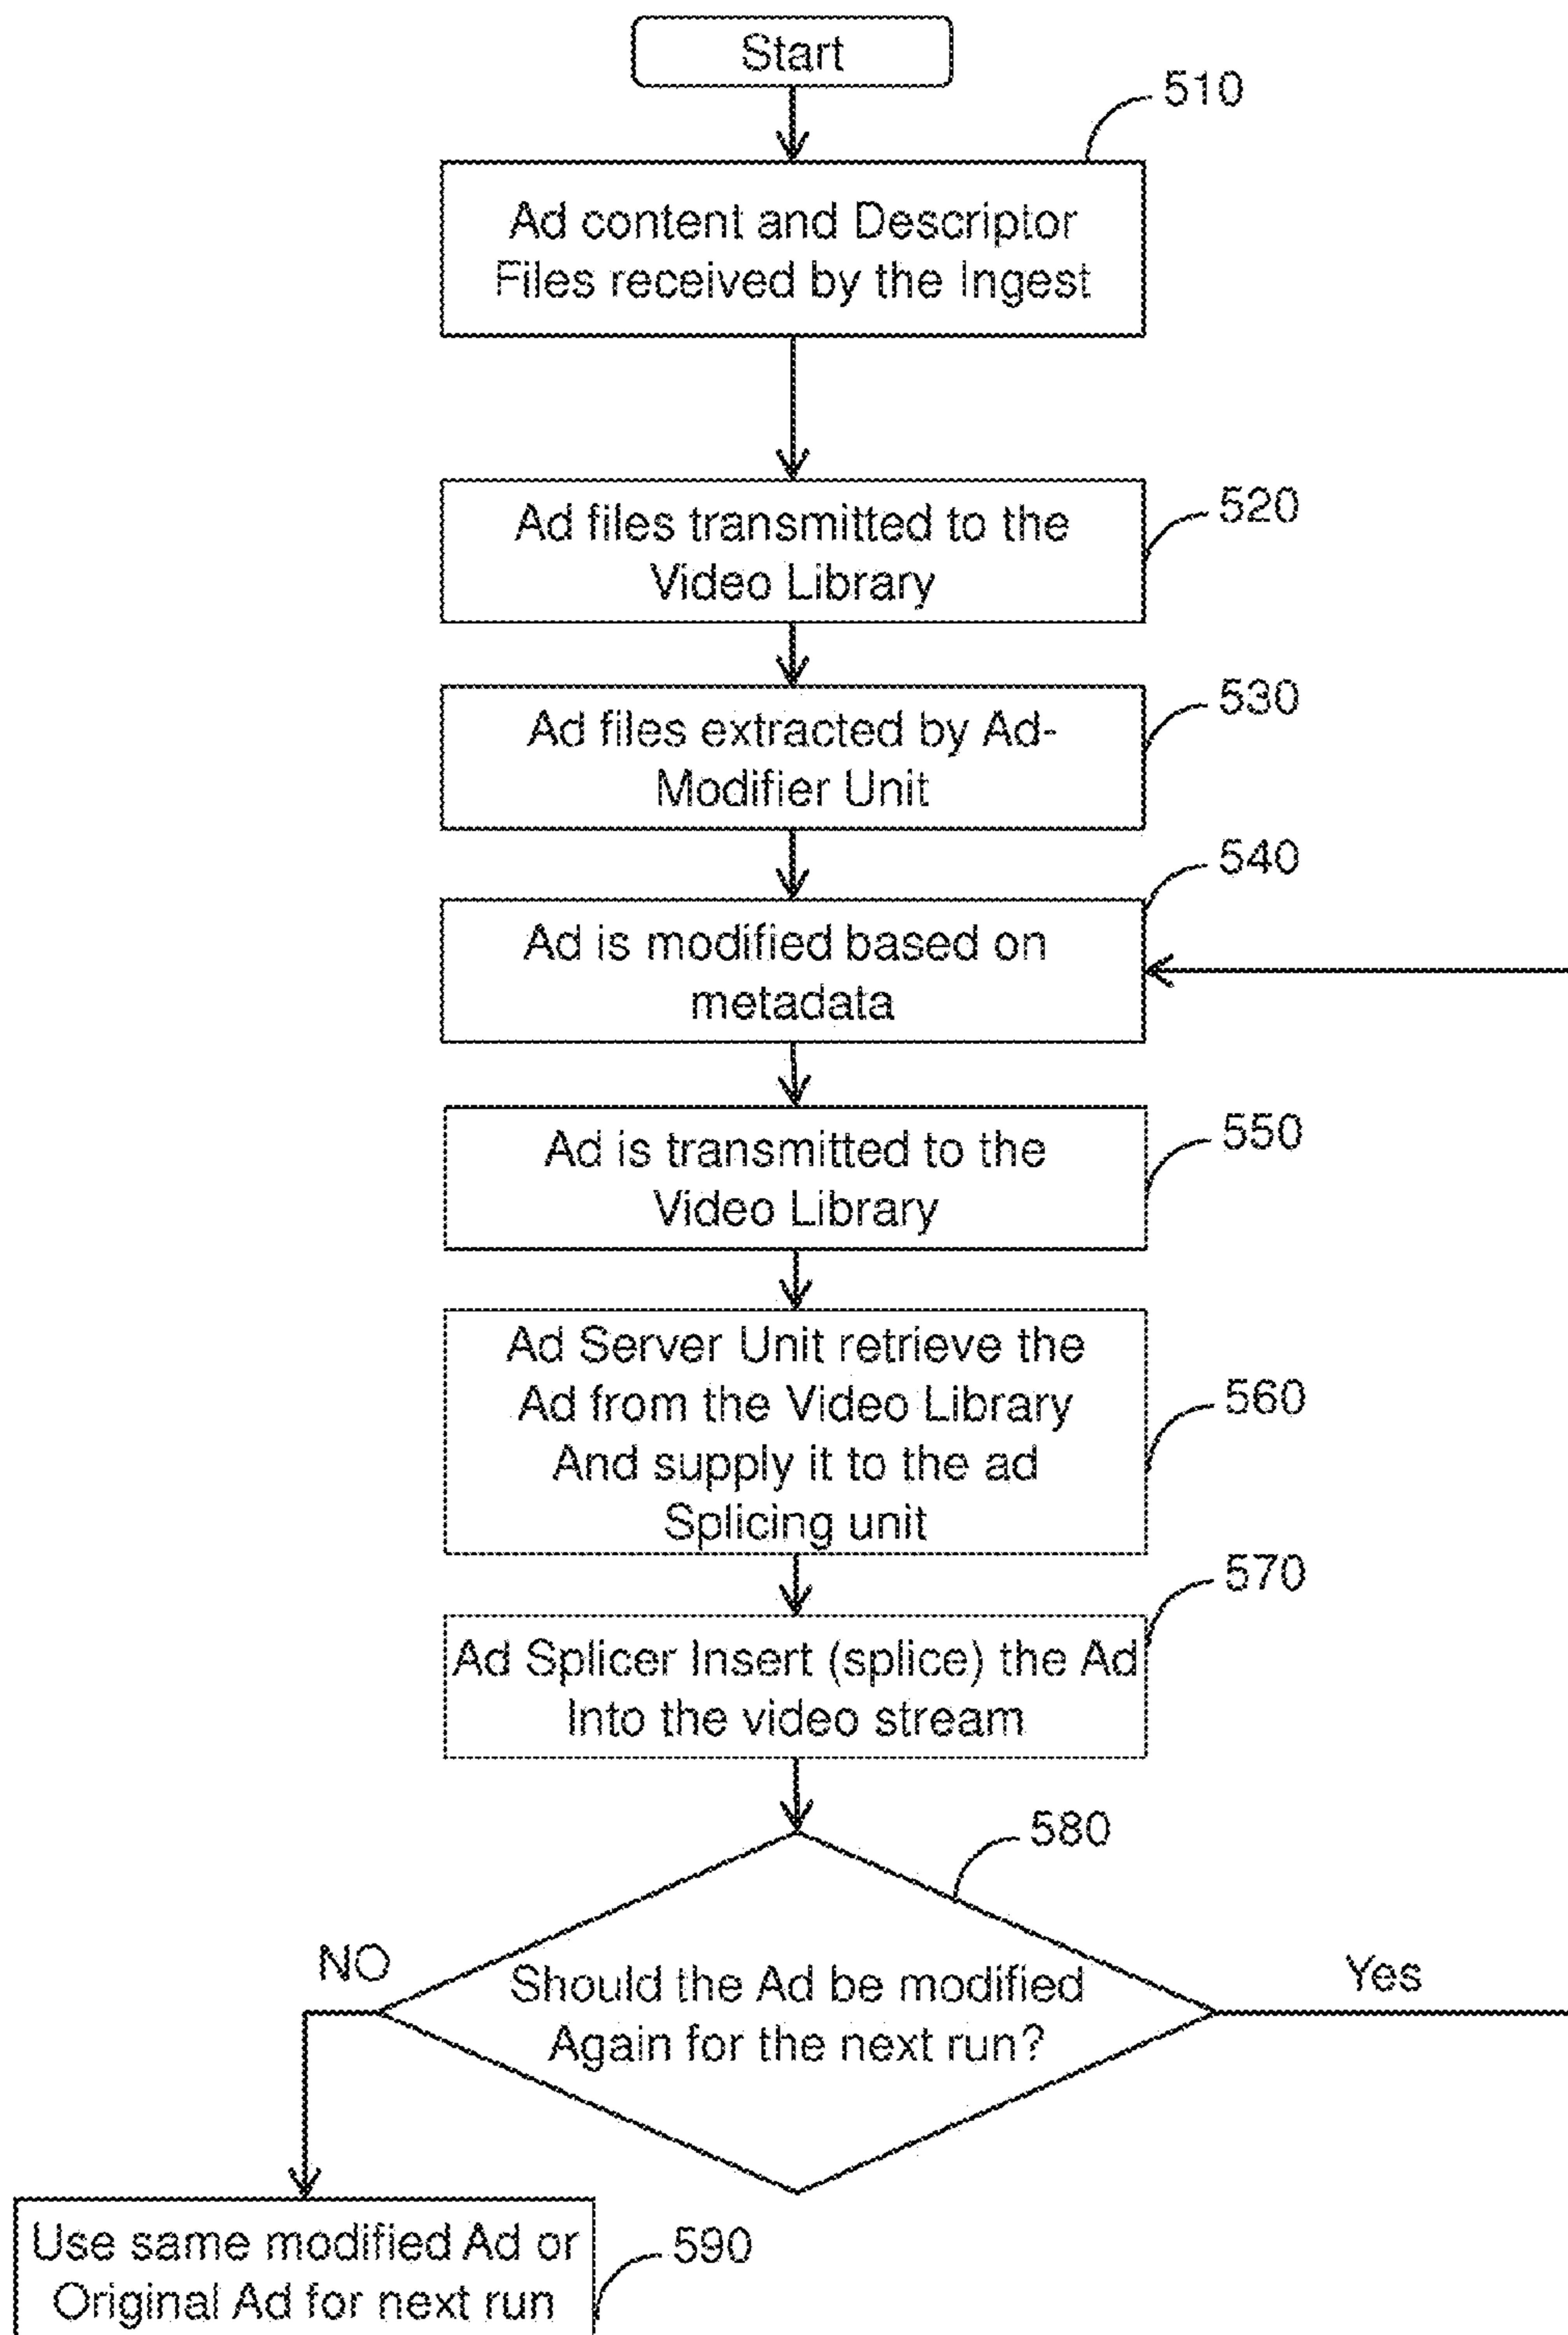 Start
510
Ad content and Descriptor
Files received by the Ingest
520
Ad files transmitted to the
Video Library
530
Ad files extracted by Ad-
Modifier Unit
540
Ad is modified based on
metadata
550
Ad is transmitted to the
Video Library
Ad Server Unit retrieve the
Ad from the Video Library
560
And supply it to the ad
Splicing unit
570
Ad Splicer Insert (splice) the Ad
Into the video stream
580
NO
Yes
Should the Ad be modified
Again for the next run?
Use same modified Ad or
590
Original Ad for next run